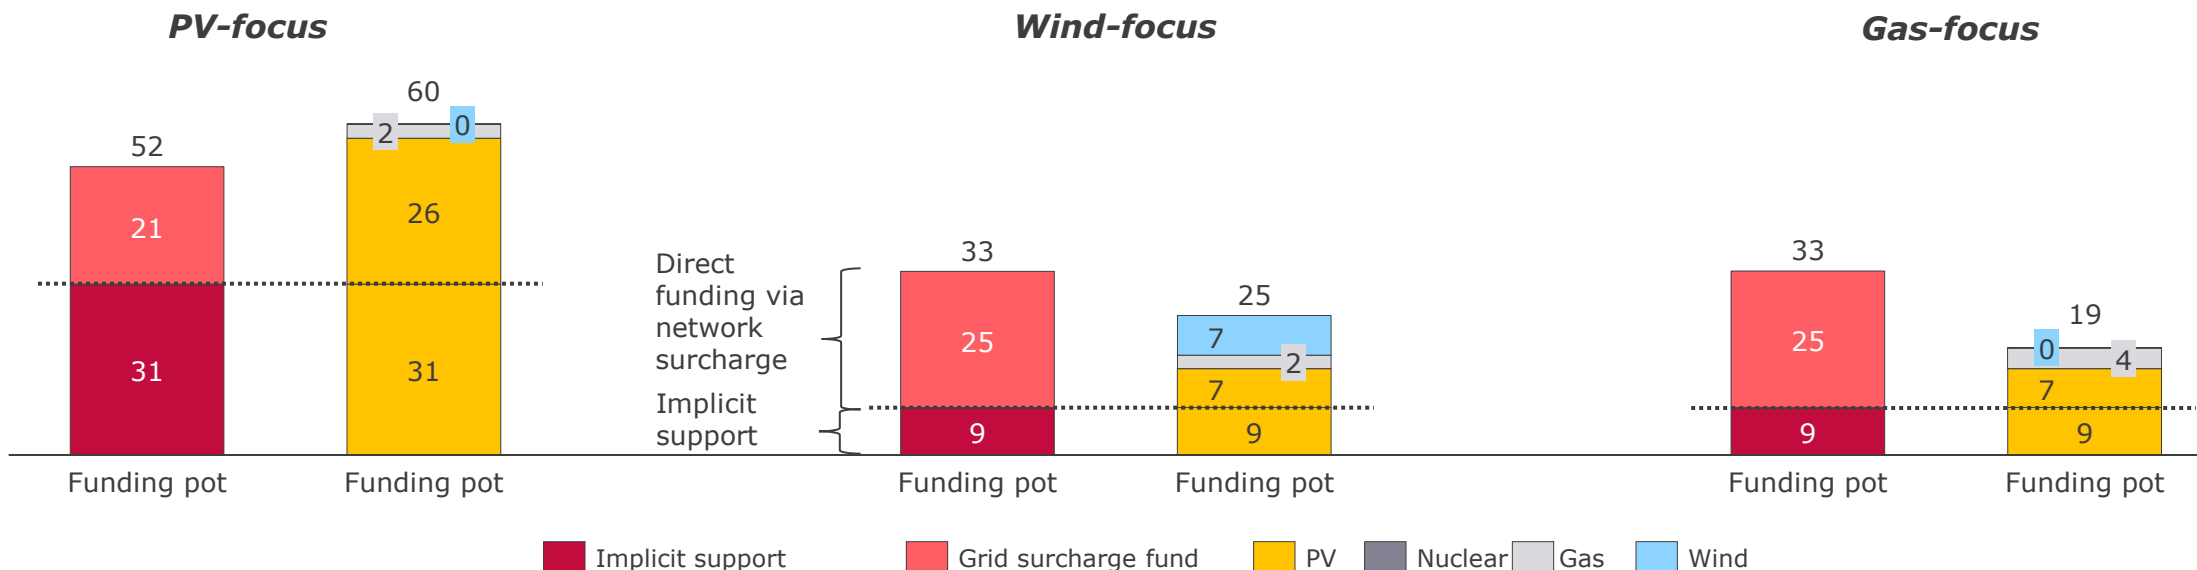 PV-focus
Wind-focus
Gas-focus
60
2
0
52
21
26
31
31
Direct
funding via
network
surcharge
Implicit
support
33
25
25
7
2
7
9
9
33
19
25
0
4
7
9
9
Funding pot
Funding pot
Funding pot
Funding pot
Funding pot
Funding pot
Implicit support
Grid surcharge fund
PV
Nuclear
Gas
Wind